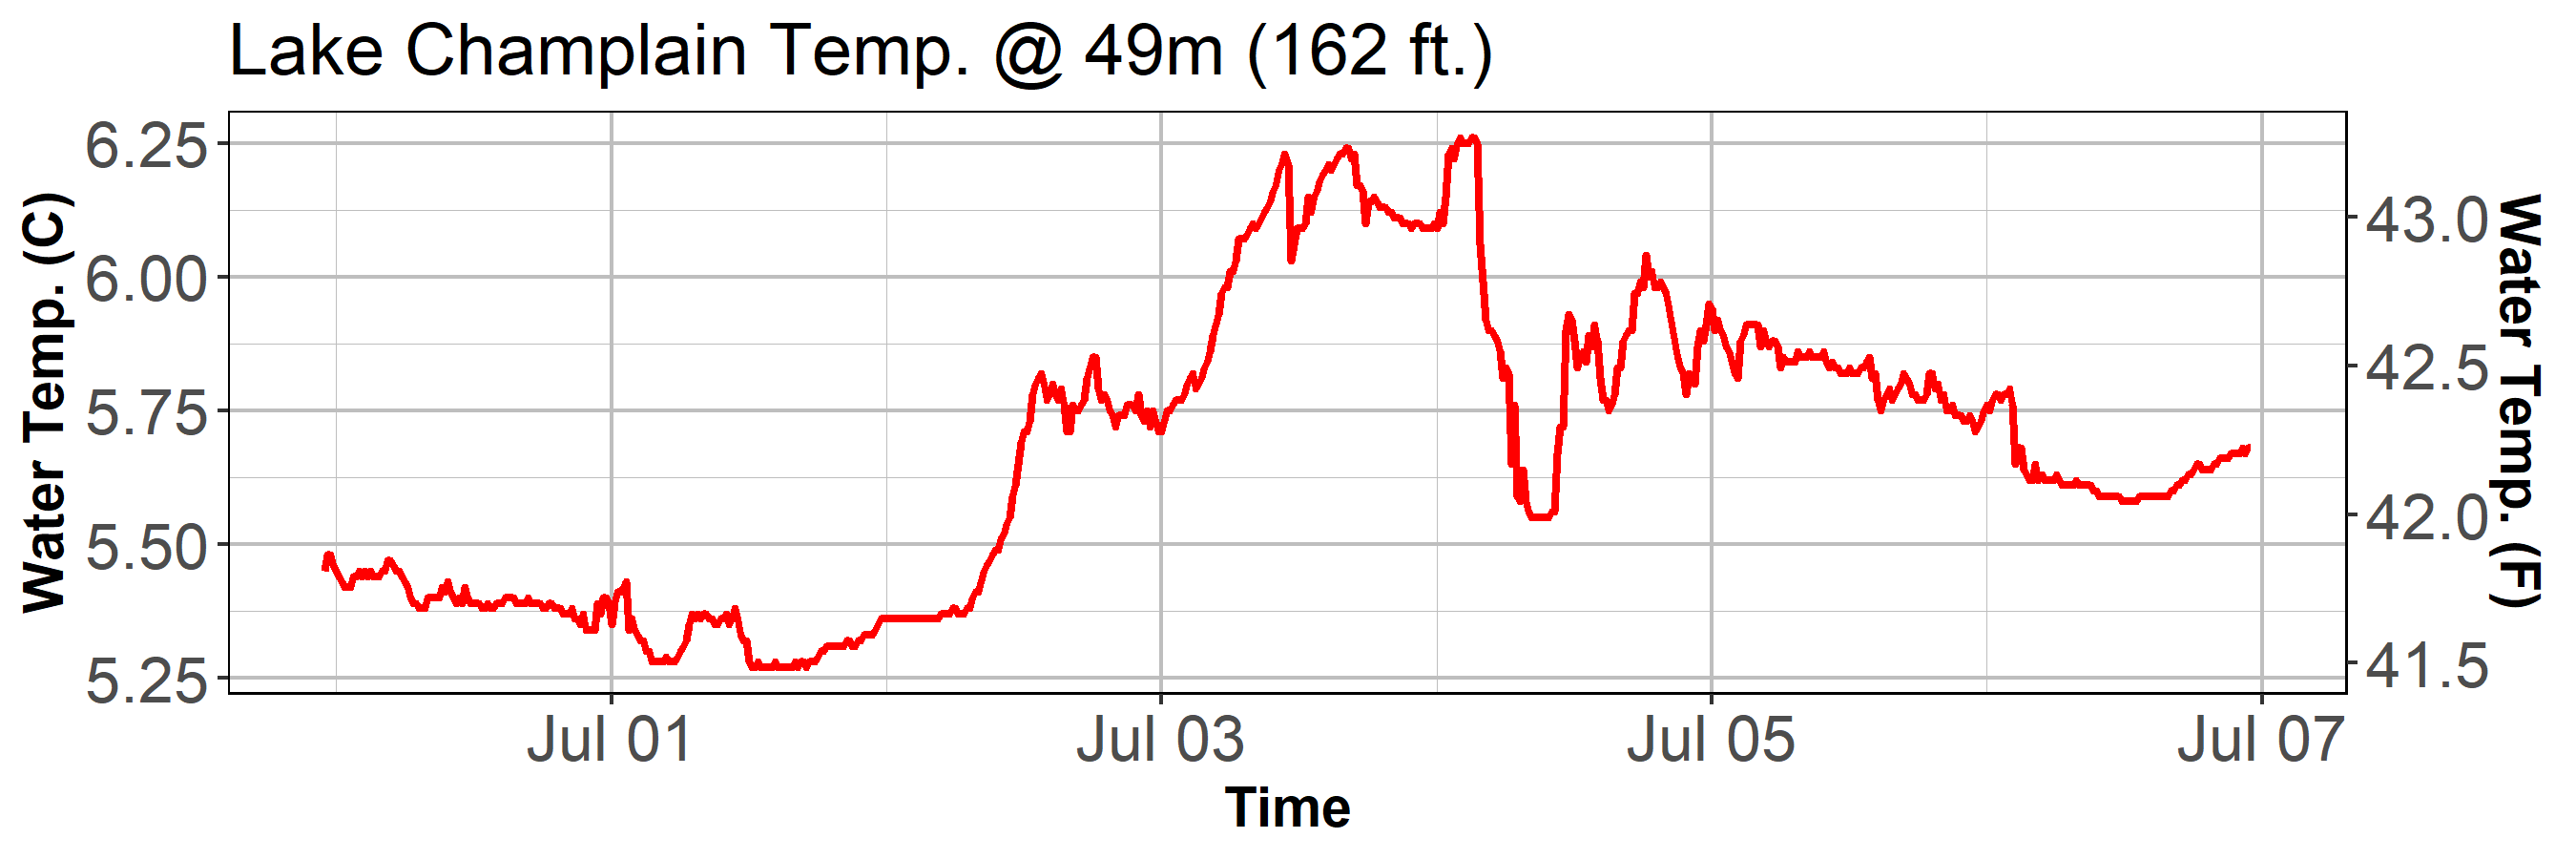 Lake Champlain Temp. @ 49m (162 ft.)
Water Temp. (C)
6.25
6.00
5.75
5.50
5.25
43.0
42.5
42.0
41.5
Water Temp. (F)
Jul 01 Jul 03 Jul 05 Jul 07
Time